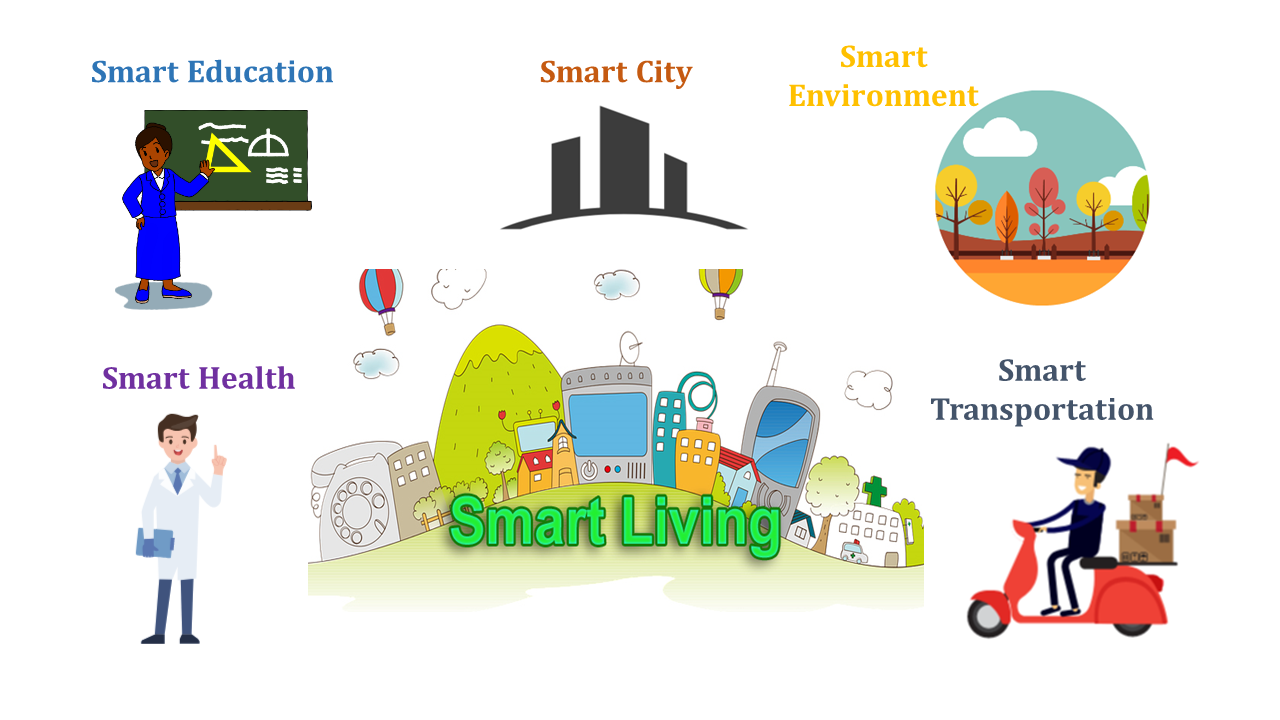 Smart Education
Smart City
Smart
Environment
Smart Health
Smart
Transportation
Smart Living